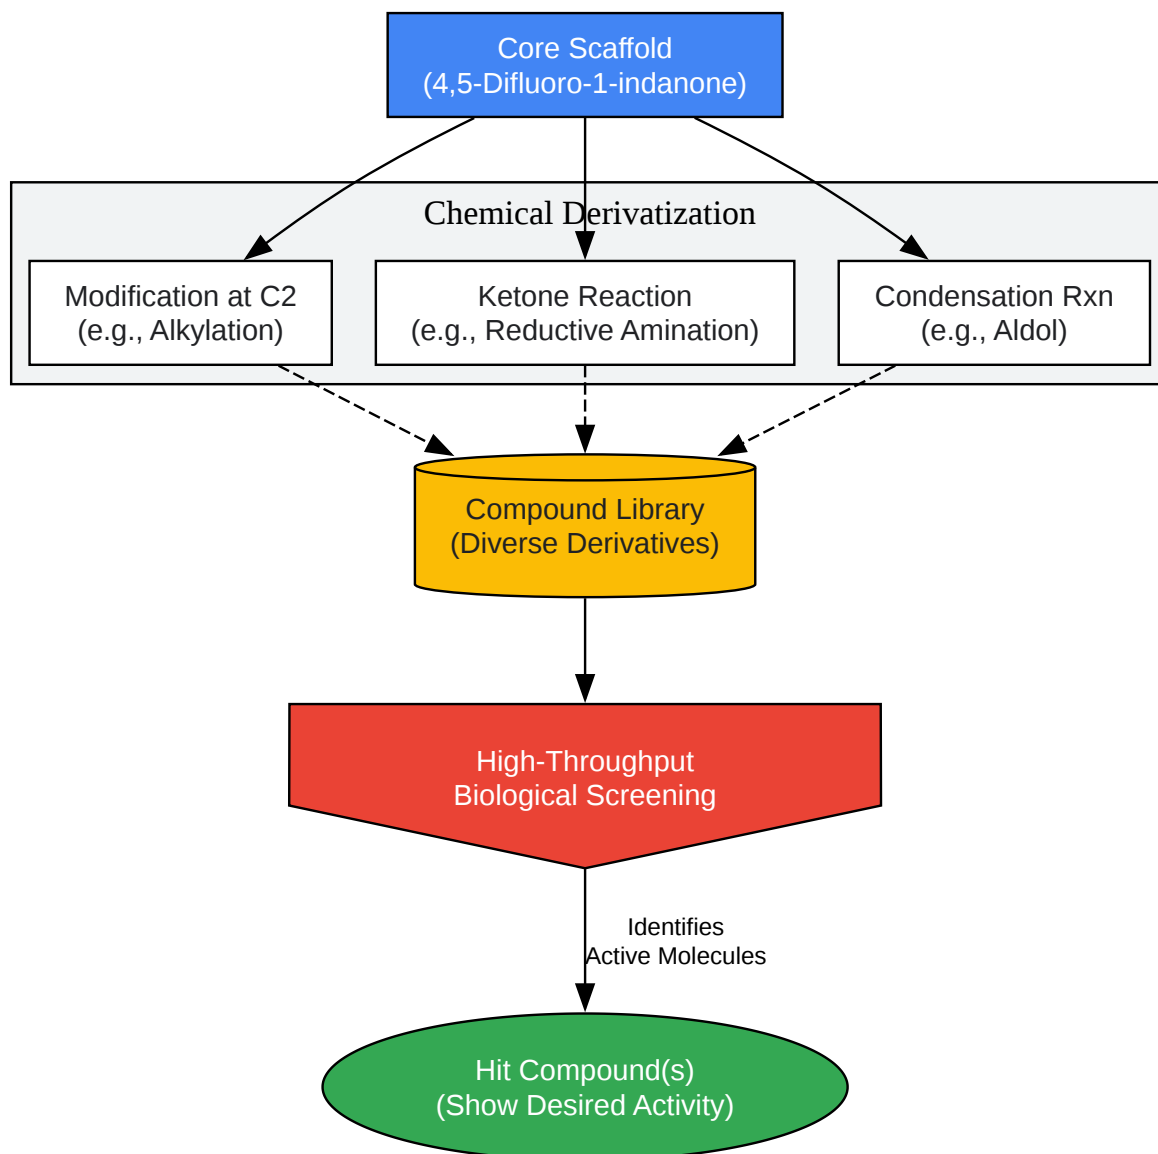 Core Scaffold
(4,5-Difluoro-1-indanone)
Chemical Derivatization
Modification at C2
(e.g., Alkylation)
Ketone Reaction
(e.g., Reductive Amination)
Condensation Rxn
(e.g., Aldol)
Compound Library
(Diverse Derivatives)
High-Throughput
Biological Screening
Identifies
Active Molecules
Hit Compound(s)
(Show Desired Activity)